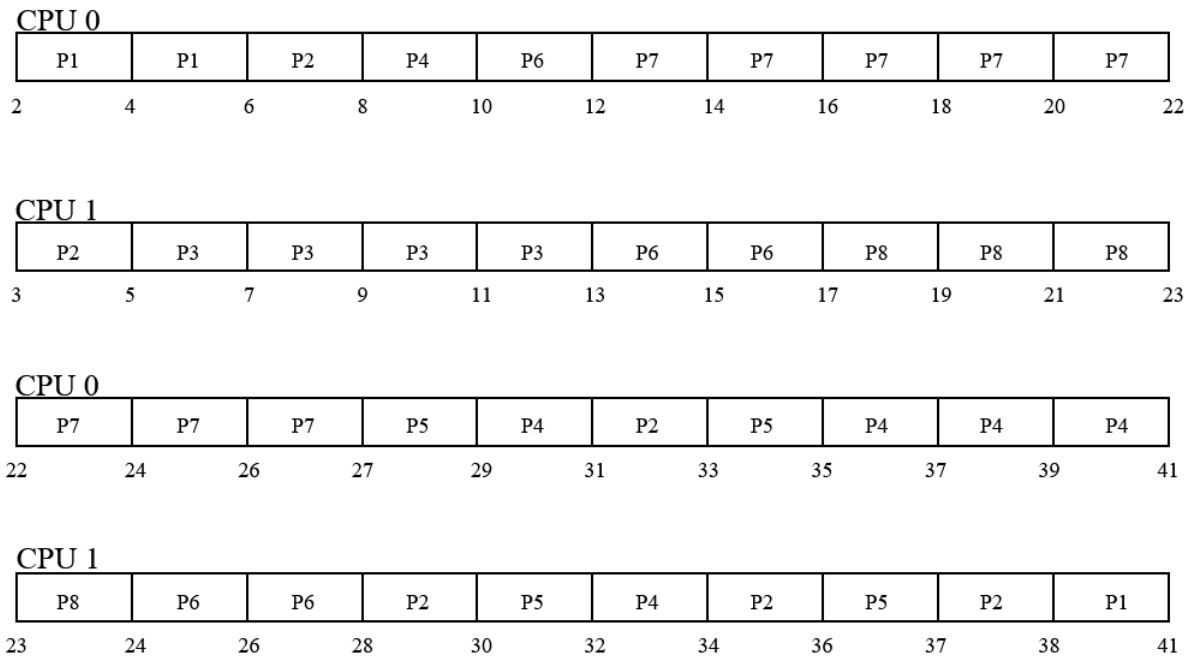 CPU 0
P1 P1 P2 P4 P6 P7 P7 P7 P7 P7
2 4 6 8 10 12 14 16 18 20 22
CPU 1
P2 P3 P3 P3 P3 P6 P6 P8 P8 P8
3 5 7 9 11 13 15 17 19 21 23
CPU 0
P7 P7 P7 P5 P4 P2 P5 P4 P4 P4
22 24 26 27 29 31 33 35 37 39 41
CPU 1
P8 P6 P6 P2 P5 P4 P2 P5 P2 P1
23 24 26 28 30 32 34 36 37 38 41